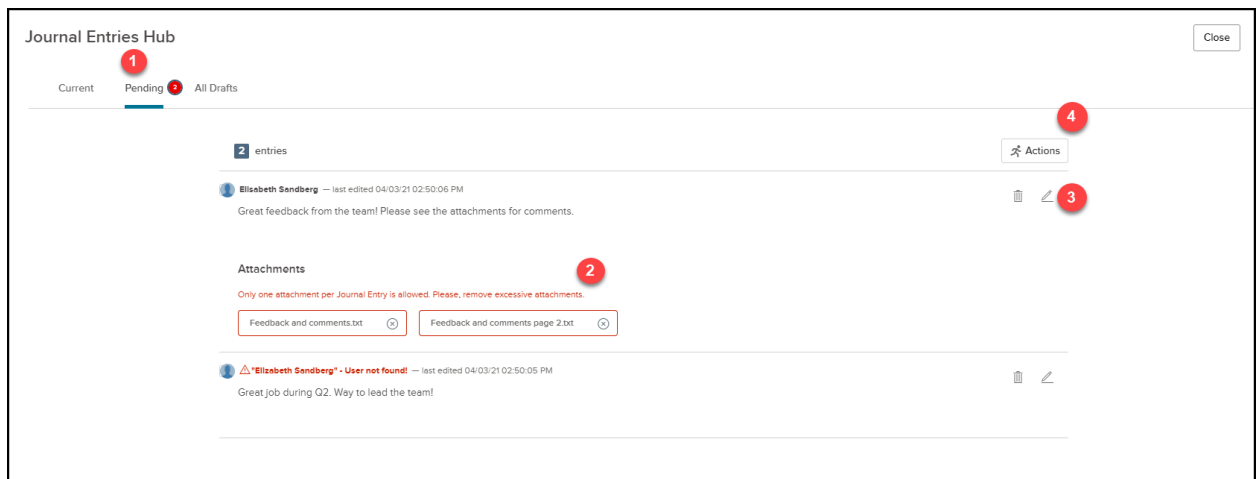 Journal Entries Hub
Close
1
Current Pending 2 All Drafts
4
2 entries
Actions
Elisabeth Sandberg — last edited 04/03/21 02:50:06 PM
3
Great feedback from the team! Please see the attachments for comments.
Attachments
2
Only one attachment per Journal Entry is allowed. Please, remove excessive attachments.
Feedback and comments.txt Feedback and comments page 2.txt
"Elizabeth Sandberg" - User not found! — last edited 04/03/21 02:50:05 PM
Great job during Q2. Way to lead the team!